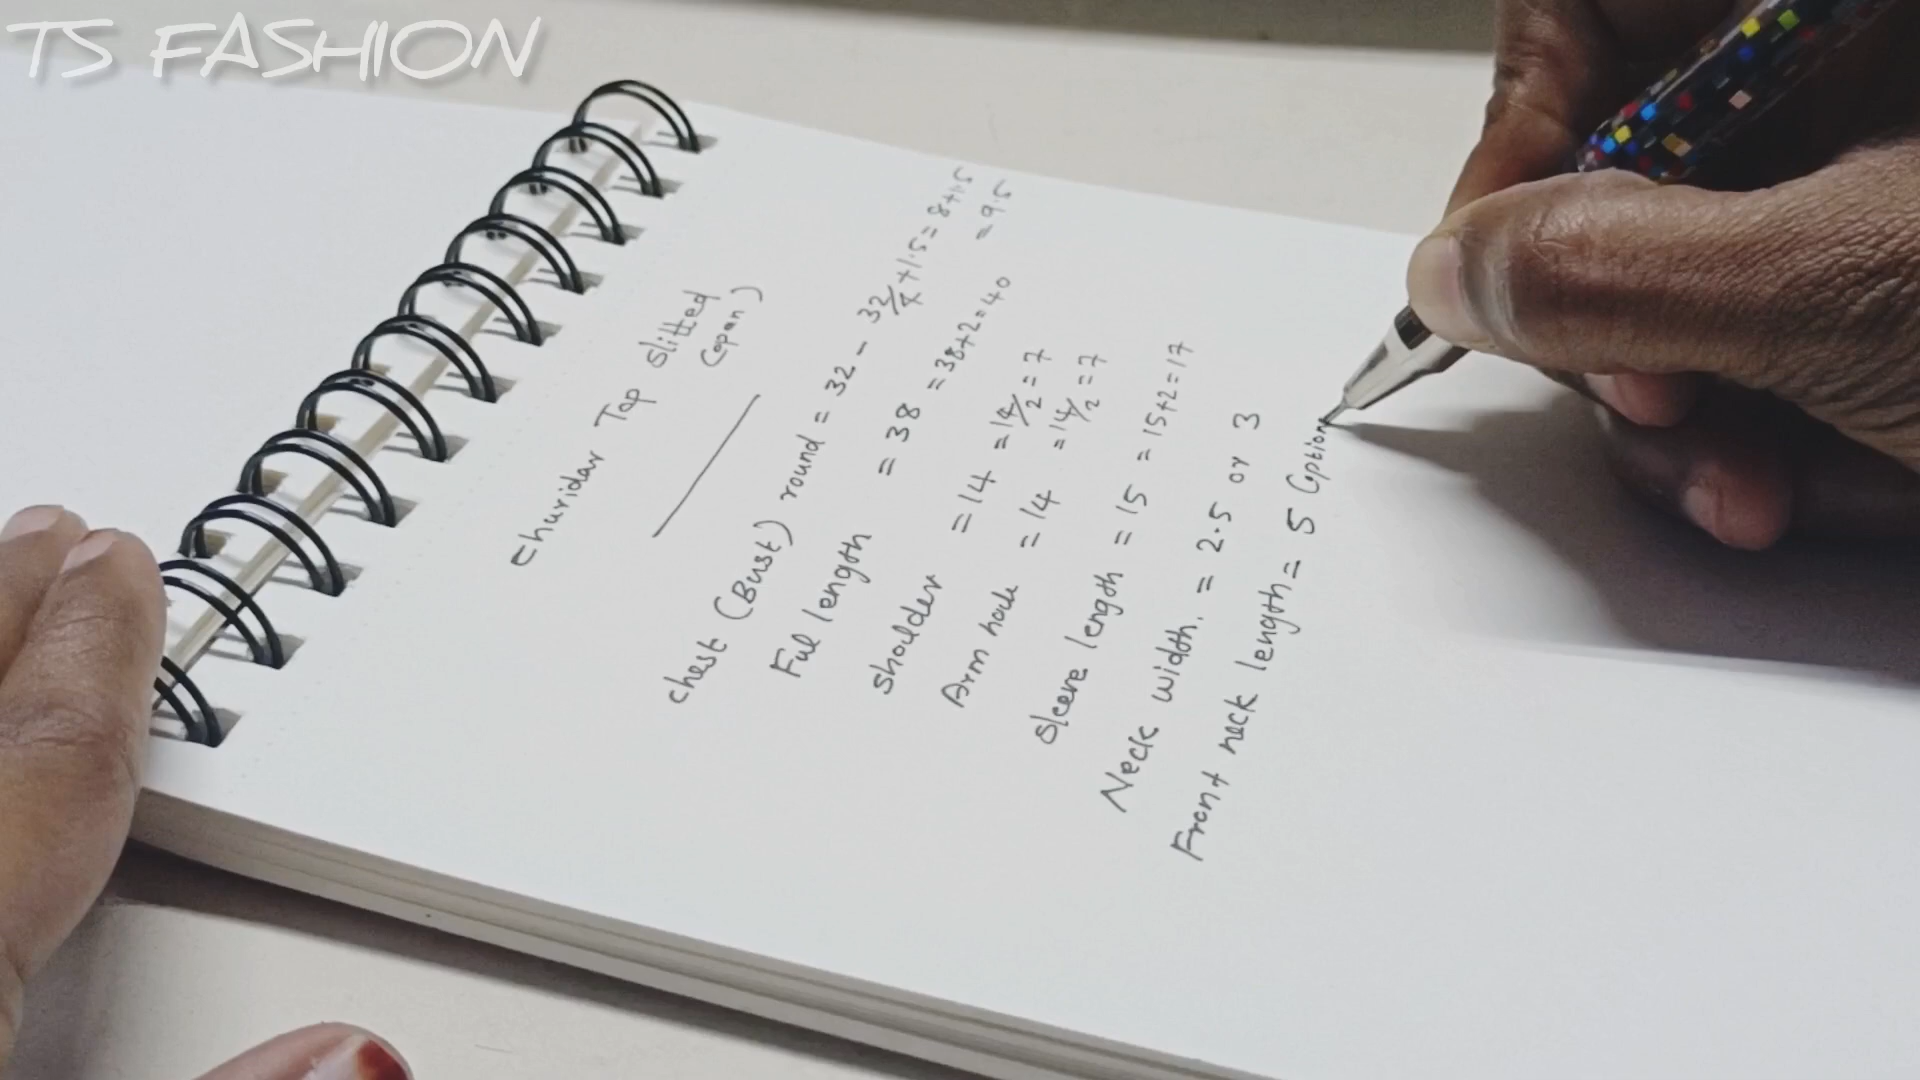 TS FASHION
Churidar Top slitted
(open)
chest (Bust) round = 32 - 32/4 + 1.5 = 8+1.5
= 9.5
Ful length = 38 = 38+2=40
shoulder = 14 = 14/2 = 7
Arm hole = 14 = 14/2 = 7
Sleeve length = 15 = 15+2=17
Neck width. = 2.5 or 3
Front neck length = 5 (option